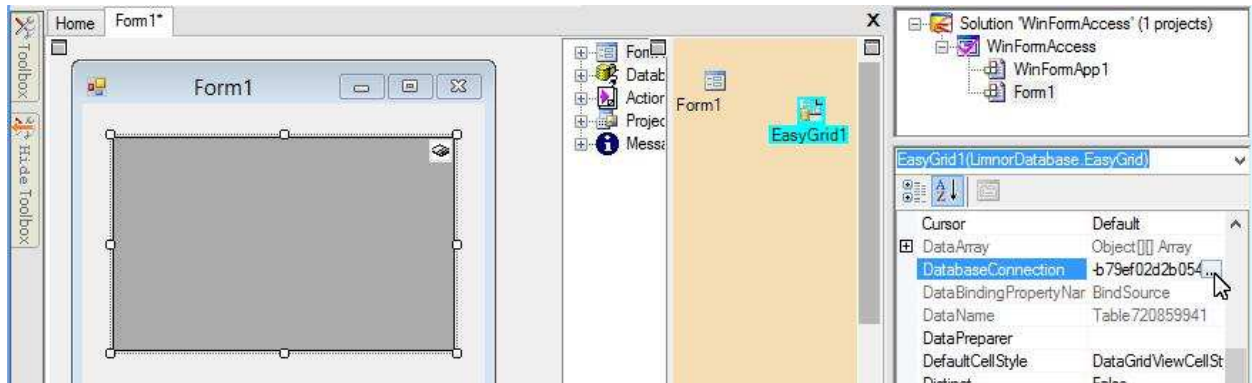 Toolbox
Hide Toolbox
Home
Form1*
X
Form1
Form1
EasyGrid1
Solution 'WinFormAccess' (1 projects)
WinFormAccess
WinFormApp1
Form1
EasyGrid1(LimnorDatabase.EasyGrid)
Cursor Default
DataArray Object[][] Array
DatabaseConnection -b79ef02d2b054 ...
DataBindingPropertyNar BindSource
DataName Table720859941
DataPreparer
DefaultCellStyle DataGridViewCellSt
Distinct False
Datab
Action
Projec
Messa